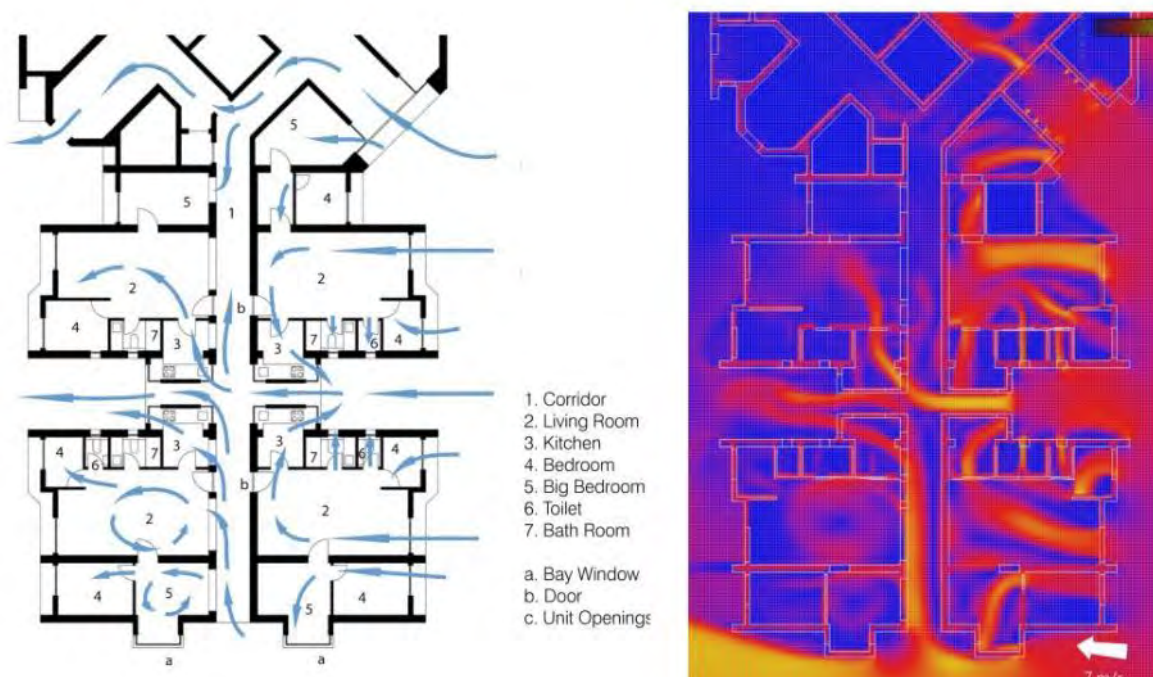 5
5
4
1
2
2
b
4
7
3
3
7
6
4
4
6
7
3
3
7
6
4
b
2
2
4
5
5
4
a
a
1. Corridor
2. Living Room
3. Kitchen
4. Bedroom
5. Big Bedroom
6. Toilet
7. Bath Room
a. Bay Window
b. Door
c. Unit Openings
7 m/s